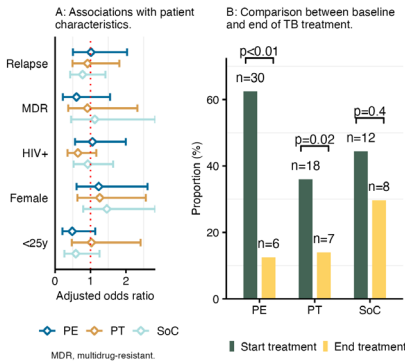 A: Associations with patient
characteristics.
Relapse
MDR
HIV+
Female
<25y
0
1
2
Adjusted odds ratio
PE
PT
SoC
MDR, multidrug-resistant.
B: Comparison between baseline
and end of TB treatment.
Proportion (%)
60
40
20
0
p<0.01
n=30
n=6
p=0.02
n=18
n=7
p=0.4
n=12
n=8
PE
PT
SoC
Start treatment
End treatment